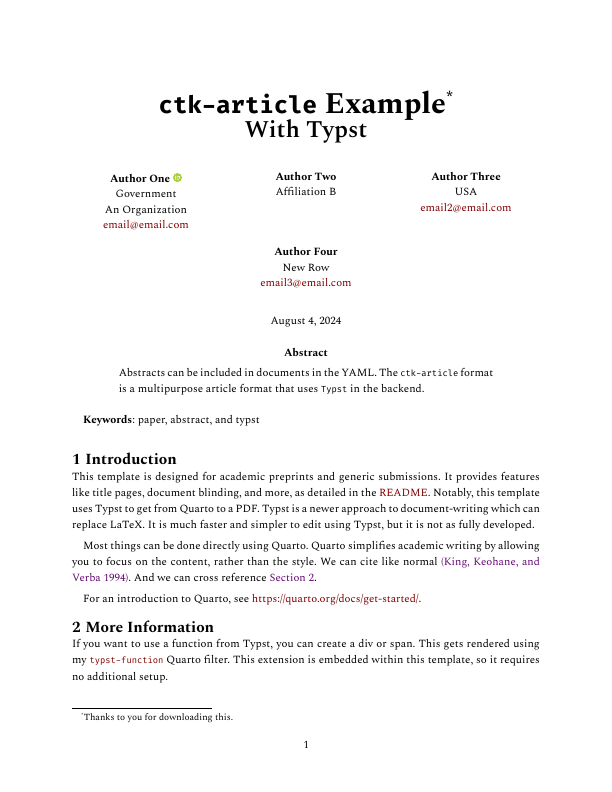 ctk-article Example*
With Typst
Author One
Government
An Organization
email@email.com
Author Two
Affiliation B
Author Three
USA
email2@email.com
Author Four
New Row
email3@email.com
August 4, 2024
Abstract
Abstracts can be included in documents in the YAML. The ctk-article format
is a multipurpose article format that uses Typst in the backend.
Keywords: paper, abstract, and typst
1 Introduction
This template is designed for academic preprints and generic submissions. It provides features
like title pages, document blinding, and more, as detailed in the README. Notably, this template
uses Typst to get from Quarto to a PDF. Typst is a newer approach to document-writing which can
replace LaTeX. It is much faster and simpler to edit using Typst, but it is not as fully developed.
Most things can be done directly using Quarto. Quarto simplifies academic writing by allowing
you to focus on the content, rather than the style. We can cite like normal (King, Keohane, and
Verba 1994). And we can cross reference Section 2.
For an introduction to Quarto, see https://quarto.org/docs/get-started/.
2 More Information
If you want to use a function from Typst, you can create a div or span. This gets rendered using
my typst-function Quarto filter. This extension is embedded within this template, so it requires
no additional setup.
*Thanks to you for downloading this.
1